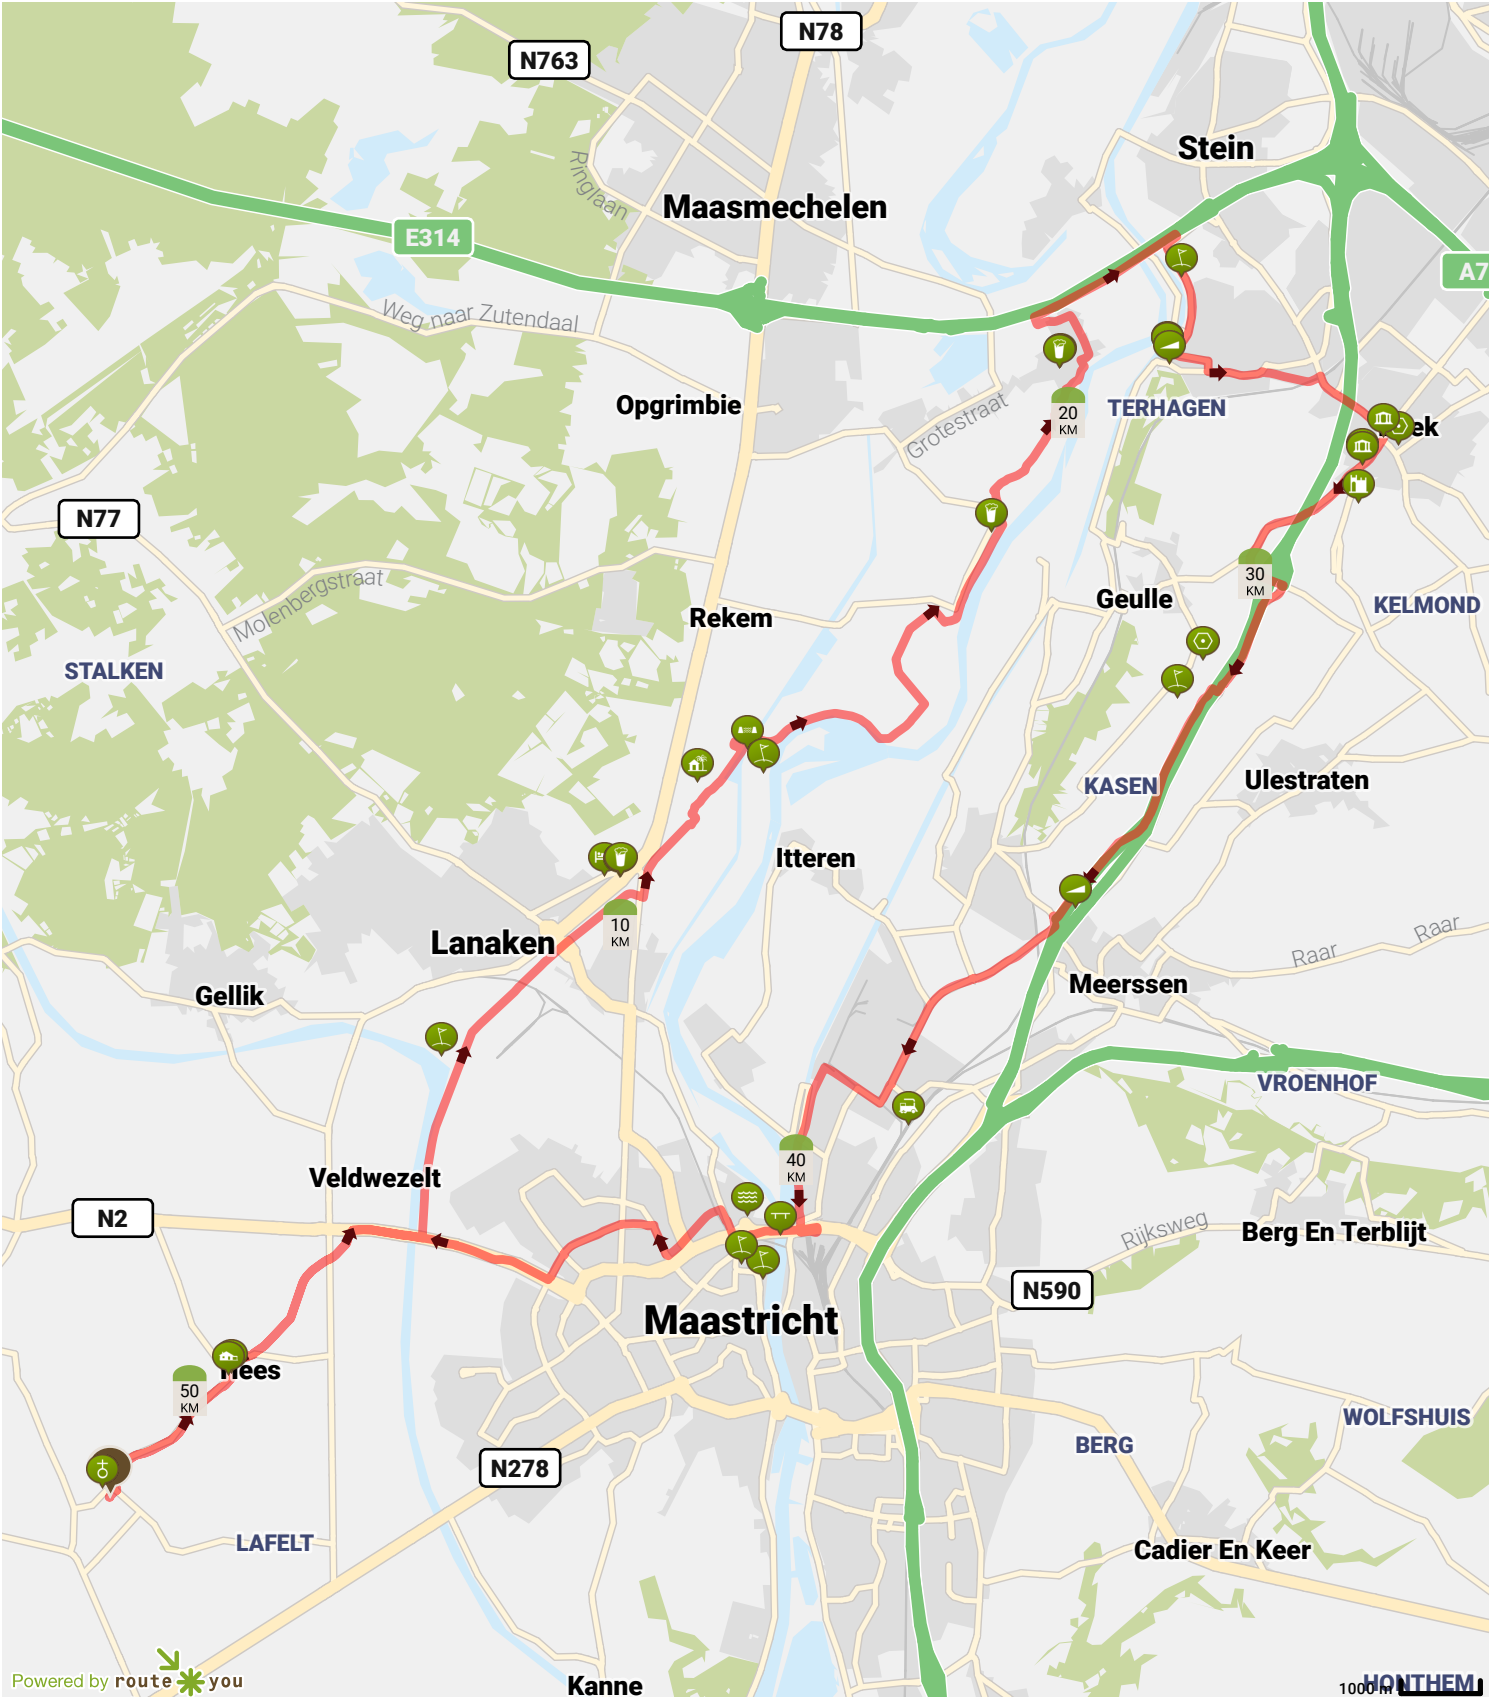 N78
N763
Stein
Ringlaan
Maasmechelen
E314
A7
Weg naar Zutendaal
Opgrimbie
TERHAGEN
20
KM
Grotestraat
ek
N77
Molenbergstraat
30
KM
Geulle
KELMOND
Rekem
STALKEN
KASEN
Ulestraten
Itteren
10
KM
Lanaken
Raar
Raar
Meerssen
Gellik
VROENHOF
40
KM
Veldwezelt
N2
Rijksweg
Berg En Terblijt
N590
Maastricht
Hees
50
KM
WOLFSHUIS
BERG
N278
LAFELT
Cadier En Keer
Powered by route you
Kanne
HONTHEM
1000 m